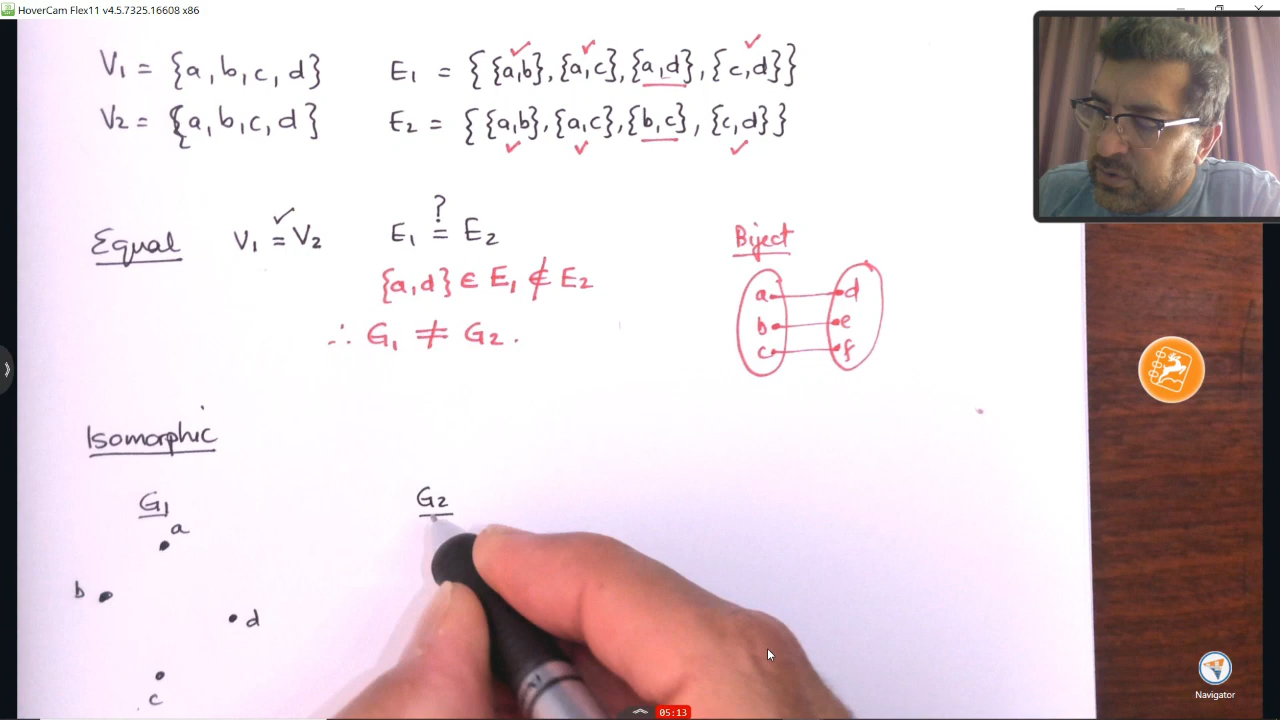 HoverCam Flex11 v4.5.7325.16608 x86
V1 = {a, b, c, d} E1 = {{a,b}, {a,c}, {a,d}, {c,d}}
V2 = {a, b, c, d} E2 = {{a,b}, {a,c}, {b,c}, {c,d}}
Equal V1 = V2 E1 ?= E2
{a,d} ∈ E1 ∉ E2
∴ G1 ≠ G2.
Biject
a d
b e
c f
Isomorphic
G1 G2
a
b
d
c
Navigator
05:13